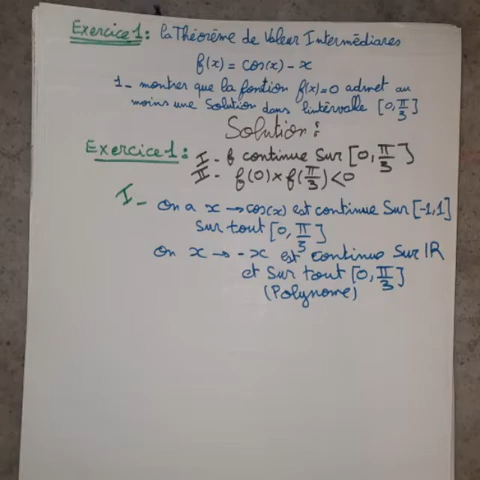 Exercice 1: la Théorème de Valeur Intermédiares
f(x) = cos(x) - x
1- montrer que la fontion f(x)=0 admet au
moins une Solution dans l'intervalle [0, π/3]
Solution:
Exercice 1: I - f continue sur [0, π/3]
II - f(0) × f(π/3) < 0
I - on a x → cos(x) est continue sur [-1,1]
sur tout [0, π/3]
on x → -x est continue sur IR
et sur tout [0, π/3]
(Polynome)